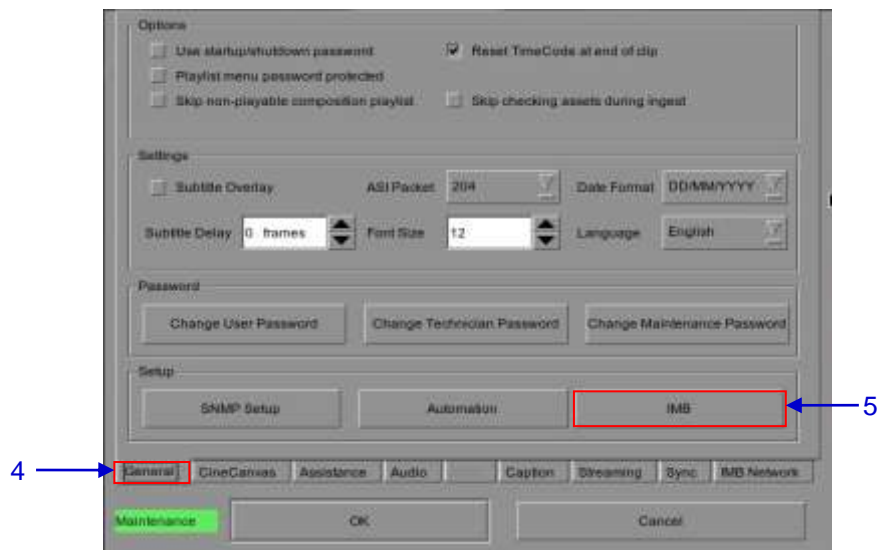 Options
Use startup/shutdown password Reset TimeCode at end of clip
Playlist menu password protected
Skip non-playable composition playlist Skip checking assets during ingest
Settings
Subtitle Overlay ASI Packet 204 Date Format DD/MM/YYYY
Subtitle Delay 0 frames Font Size 12 Language English
Password
Change User Password Change Technician Password Change Maintenance Password
Setup
SNMP Setup Automation IMB 5
4 General CineCanvas Assistance Audio Caption Streaming Sync IMB Network
Maintenance OK Cancel